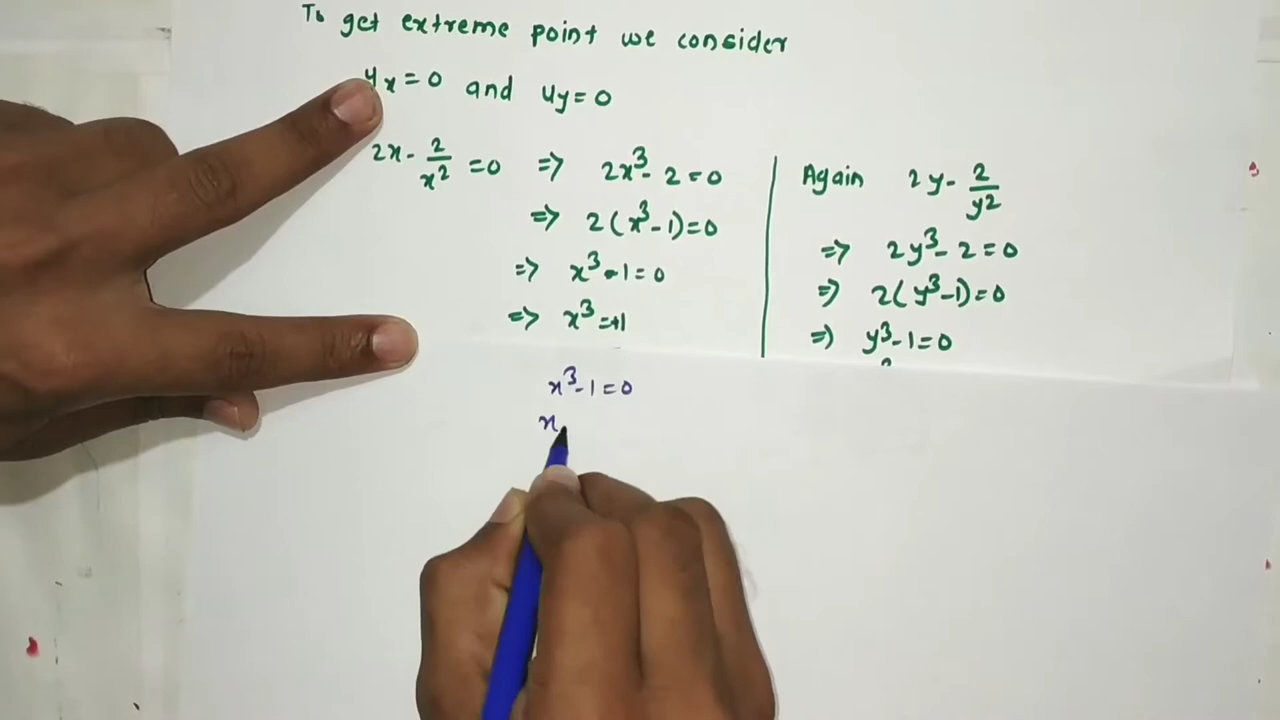 To get extreme point we consider
ux=0 and uy=0
2x - 2/x² = 0 => 2x³ - 2 = 0
=> 2(x³-1)=0
=> x³-1=0
=> x³=+1
Again 2y - 2/y²
=> 2y³-2=0
=> 2(y³-1)=0
=> y³-1=0
x³-1=0
x